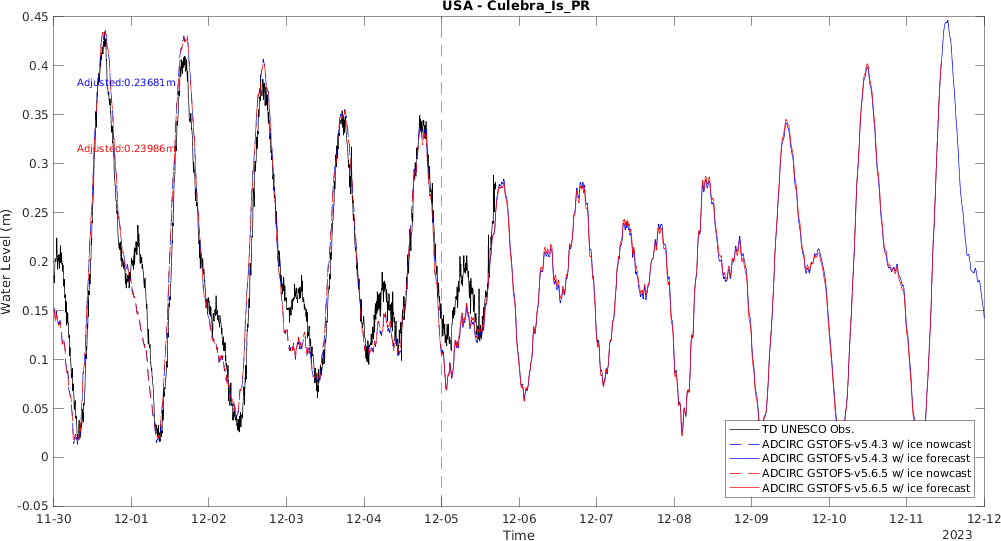 USA - Culebra_Is_PR
0.45
0.4
0.35
0.3
0.25
0.2
0.15
0.1
0.05
0
-0.05
Water Level (m)
Adjusted:0.23681m
Adjusted:0.23986m
TD UNESCO Obs.
ADCIRC GSTOFS-v5.4.3 w/ ice nowcast
ADCIRC GSTOFS-v5.4.3 w/ ice forecast
ADCIRC GSTOFS-v5.6.5 w/ ice nowcast
ADCIRC GSTOFS-v5.6.5 w/ ice forecast
11-30 12-01 12-02 12-03 12-04 12-05 12-06 12-07 12-08 12-09 12-10 12-11 12-12
Time
2023